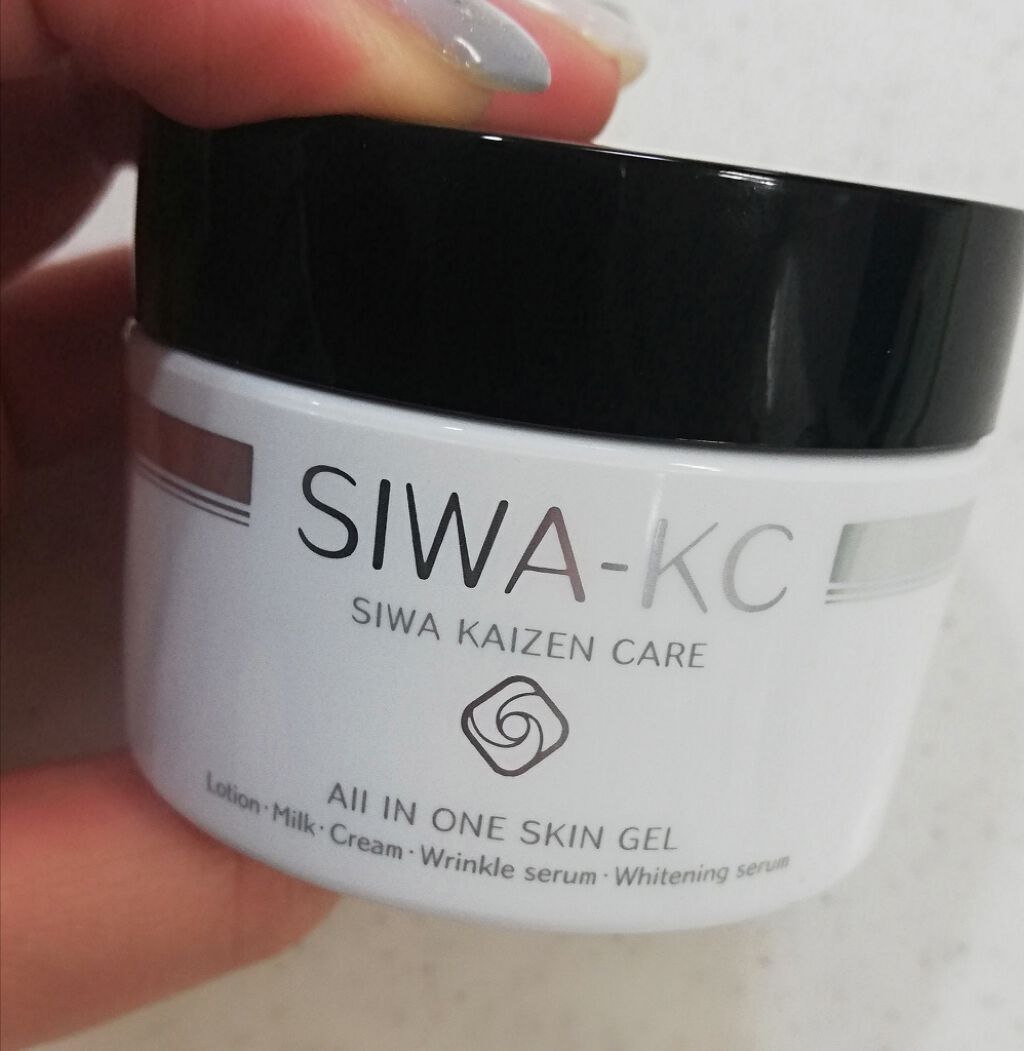 SIWA-KC
SIWA KAIZEN CARE
All IN ONE SKIN GEL
Lotion·Milk·Cream·Wrinkle serum·Whitening serum